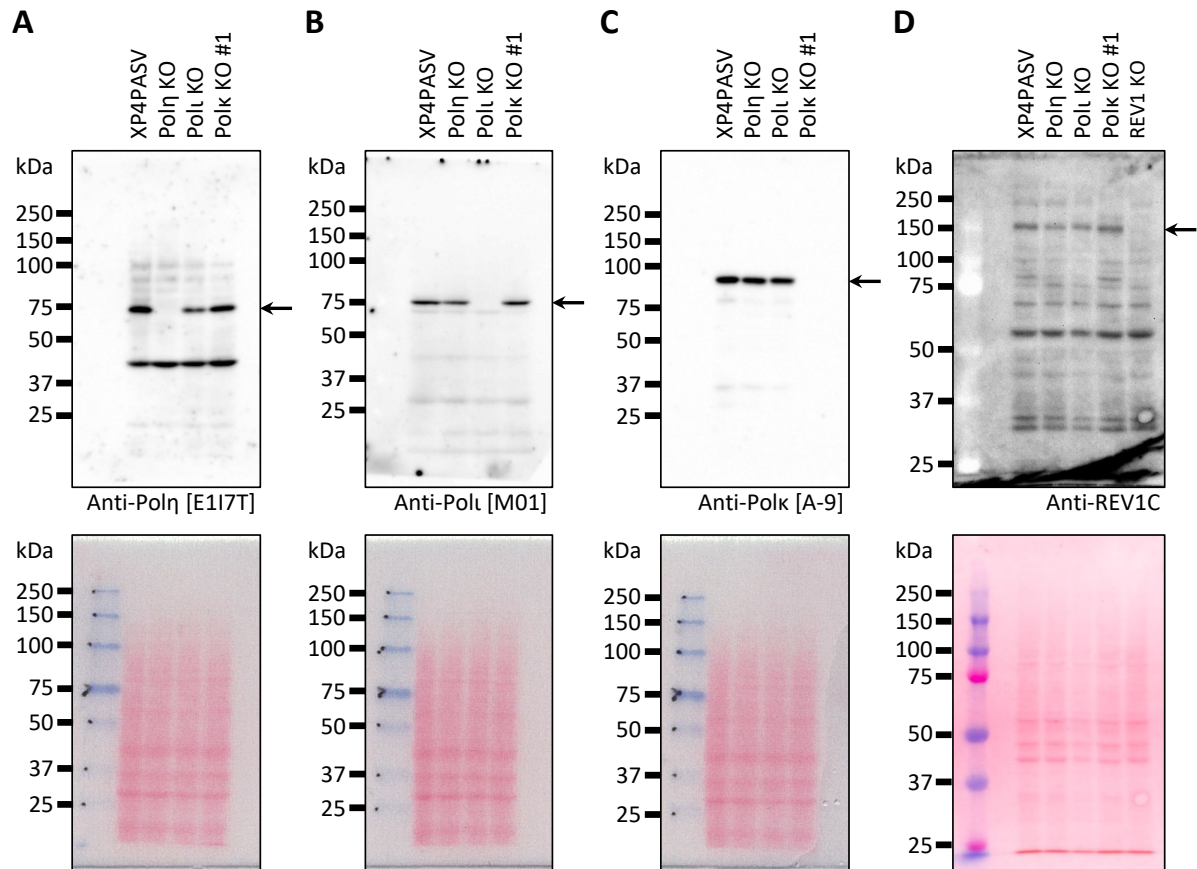 A
XP4PASV
Polη KO
Polι KO
Polκ KO #1
kDa
250
150
100
75
50
37
25
Anti-Polη [E1I7T]
kDa
250
150
100
75
50
37
25
B
XP4PASV
Polη KO
Polι KO
Polκ KO #1
kDa
250
150
100
75
50
37
25
Anti-Polι [M01]
kDa
250
150
100
75
50
37
25
C
XP4PASV
Polη KO
Polι KO
Polκ KO #1
kDa
250
150
100
75
50
37
25
Anti-Polκ [A-9]
kDa
250
150
100
75
50
37
25
D
XP4PASV
Polη KO
Polι KO
Polκ KO #1
REV1 KO
kDa
250
150
100
75
50
37
25
Anti-REV1C
kDa
250
150
100
75
50
37
25